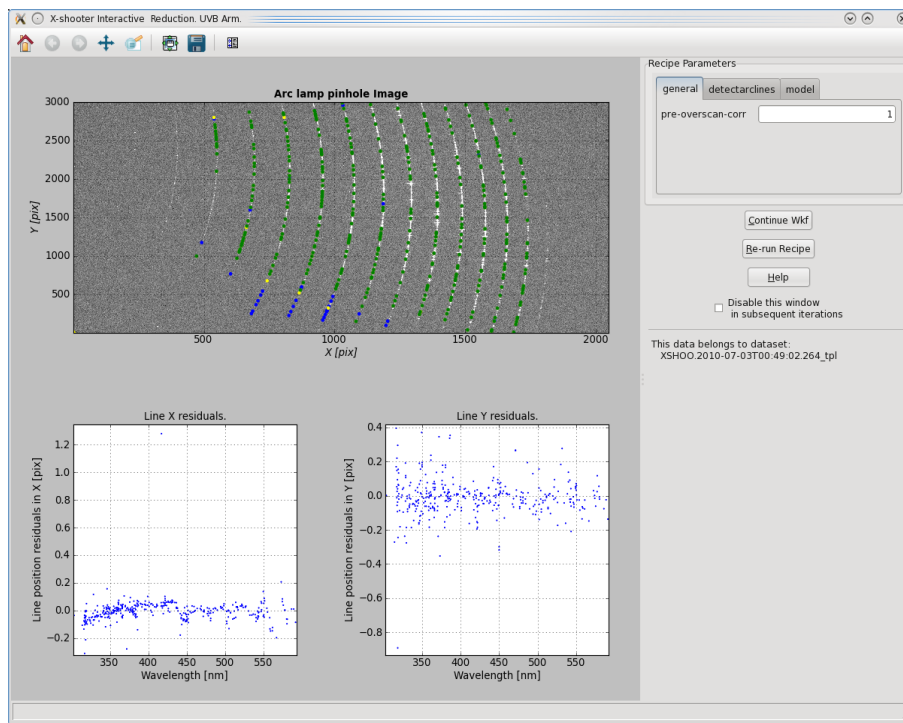 X-shooter Interactive Reduction. UVB Arm.
Recipe Parameters
general detectarclines model
pre-overscan-corr 1
Continue Wkf
Re-run Recipe
Help
Disable this window
in subsequent iterations
This data belongs to dataset:
XSHOO.2010-07-03T00:49:02.264_tpl
Arc lamp pinhole Image
3000
2500
2000
1500
1000
500
Y [pix]
500 1000 1500 2000
X [pix]
Line X residuals.
1.2
1.0
0.8
0.6
0.4
0.2
0.0
−0.2
Line position residuals in X [pix]
350 400 450 500 550
Wavelength [nm]
Line Y residuals.
0.4
0.2
0.0
−0.2
−0.4
−0.6
−0.8
Line position residuals in Y [pix]
350 400 450 500 550
Wavelength [nm]